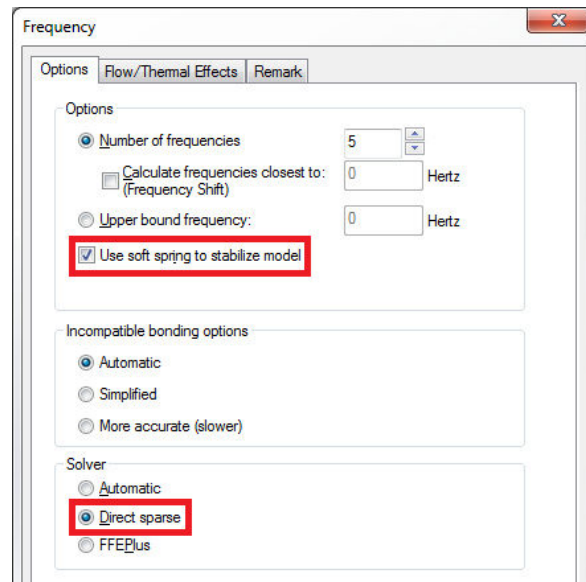 Frequency
Options Flow/Thermal Effects Remark
Options
Number of frequencies 5
Calculate frequencies closest to: 0 Hertz
(Frequency Shift)
Upper bound frequency: 0 Hertz
Use soft spring to stabilize model
Incompatible bonding options
Automatic
Simplified
More accurate (slower)
Solver
Automatic
Direct sparse
FFEPlus